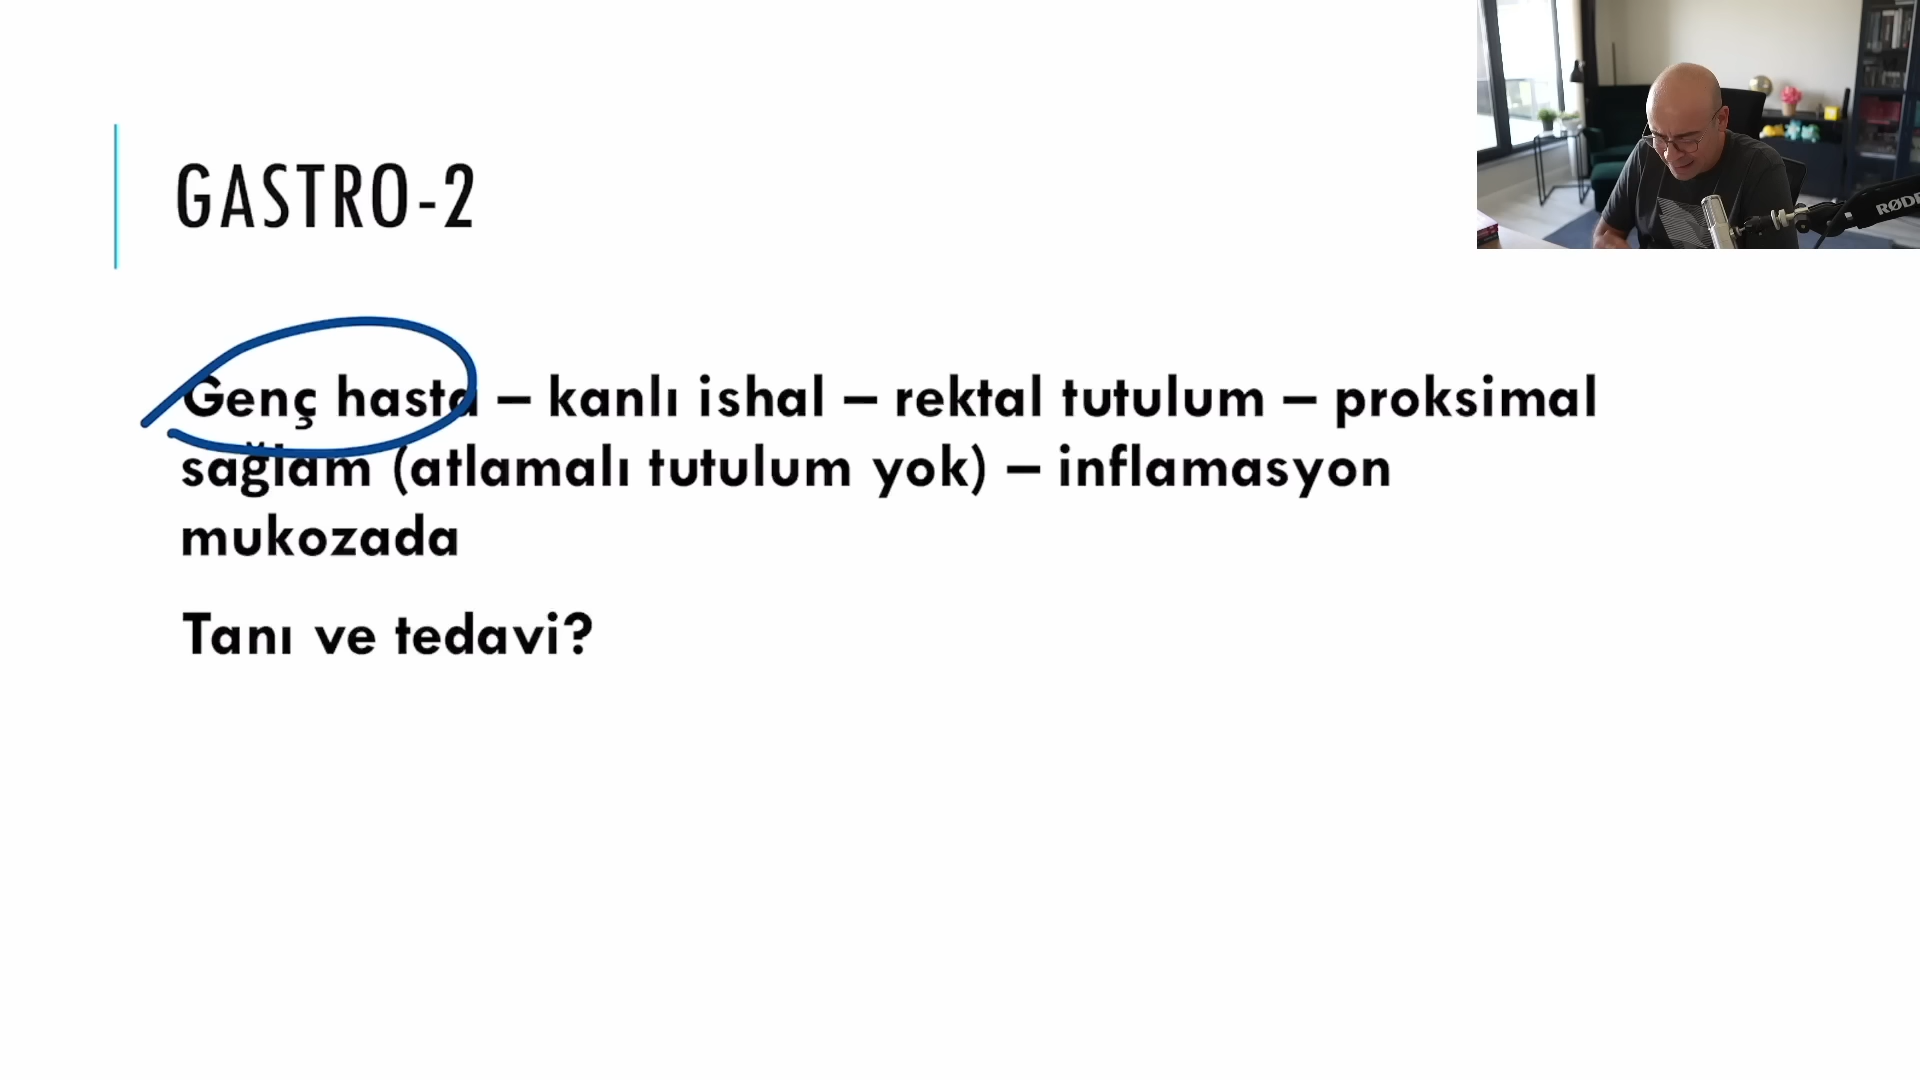 GASTRO-2
Genç hasta – kanlı ishal – rektal tutulum – proksimal
sağlam (atlamalı tutulum yok) – inflamasyon
mukozada
Tanı ve tedavi?
RØDE